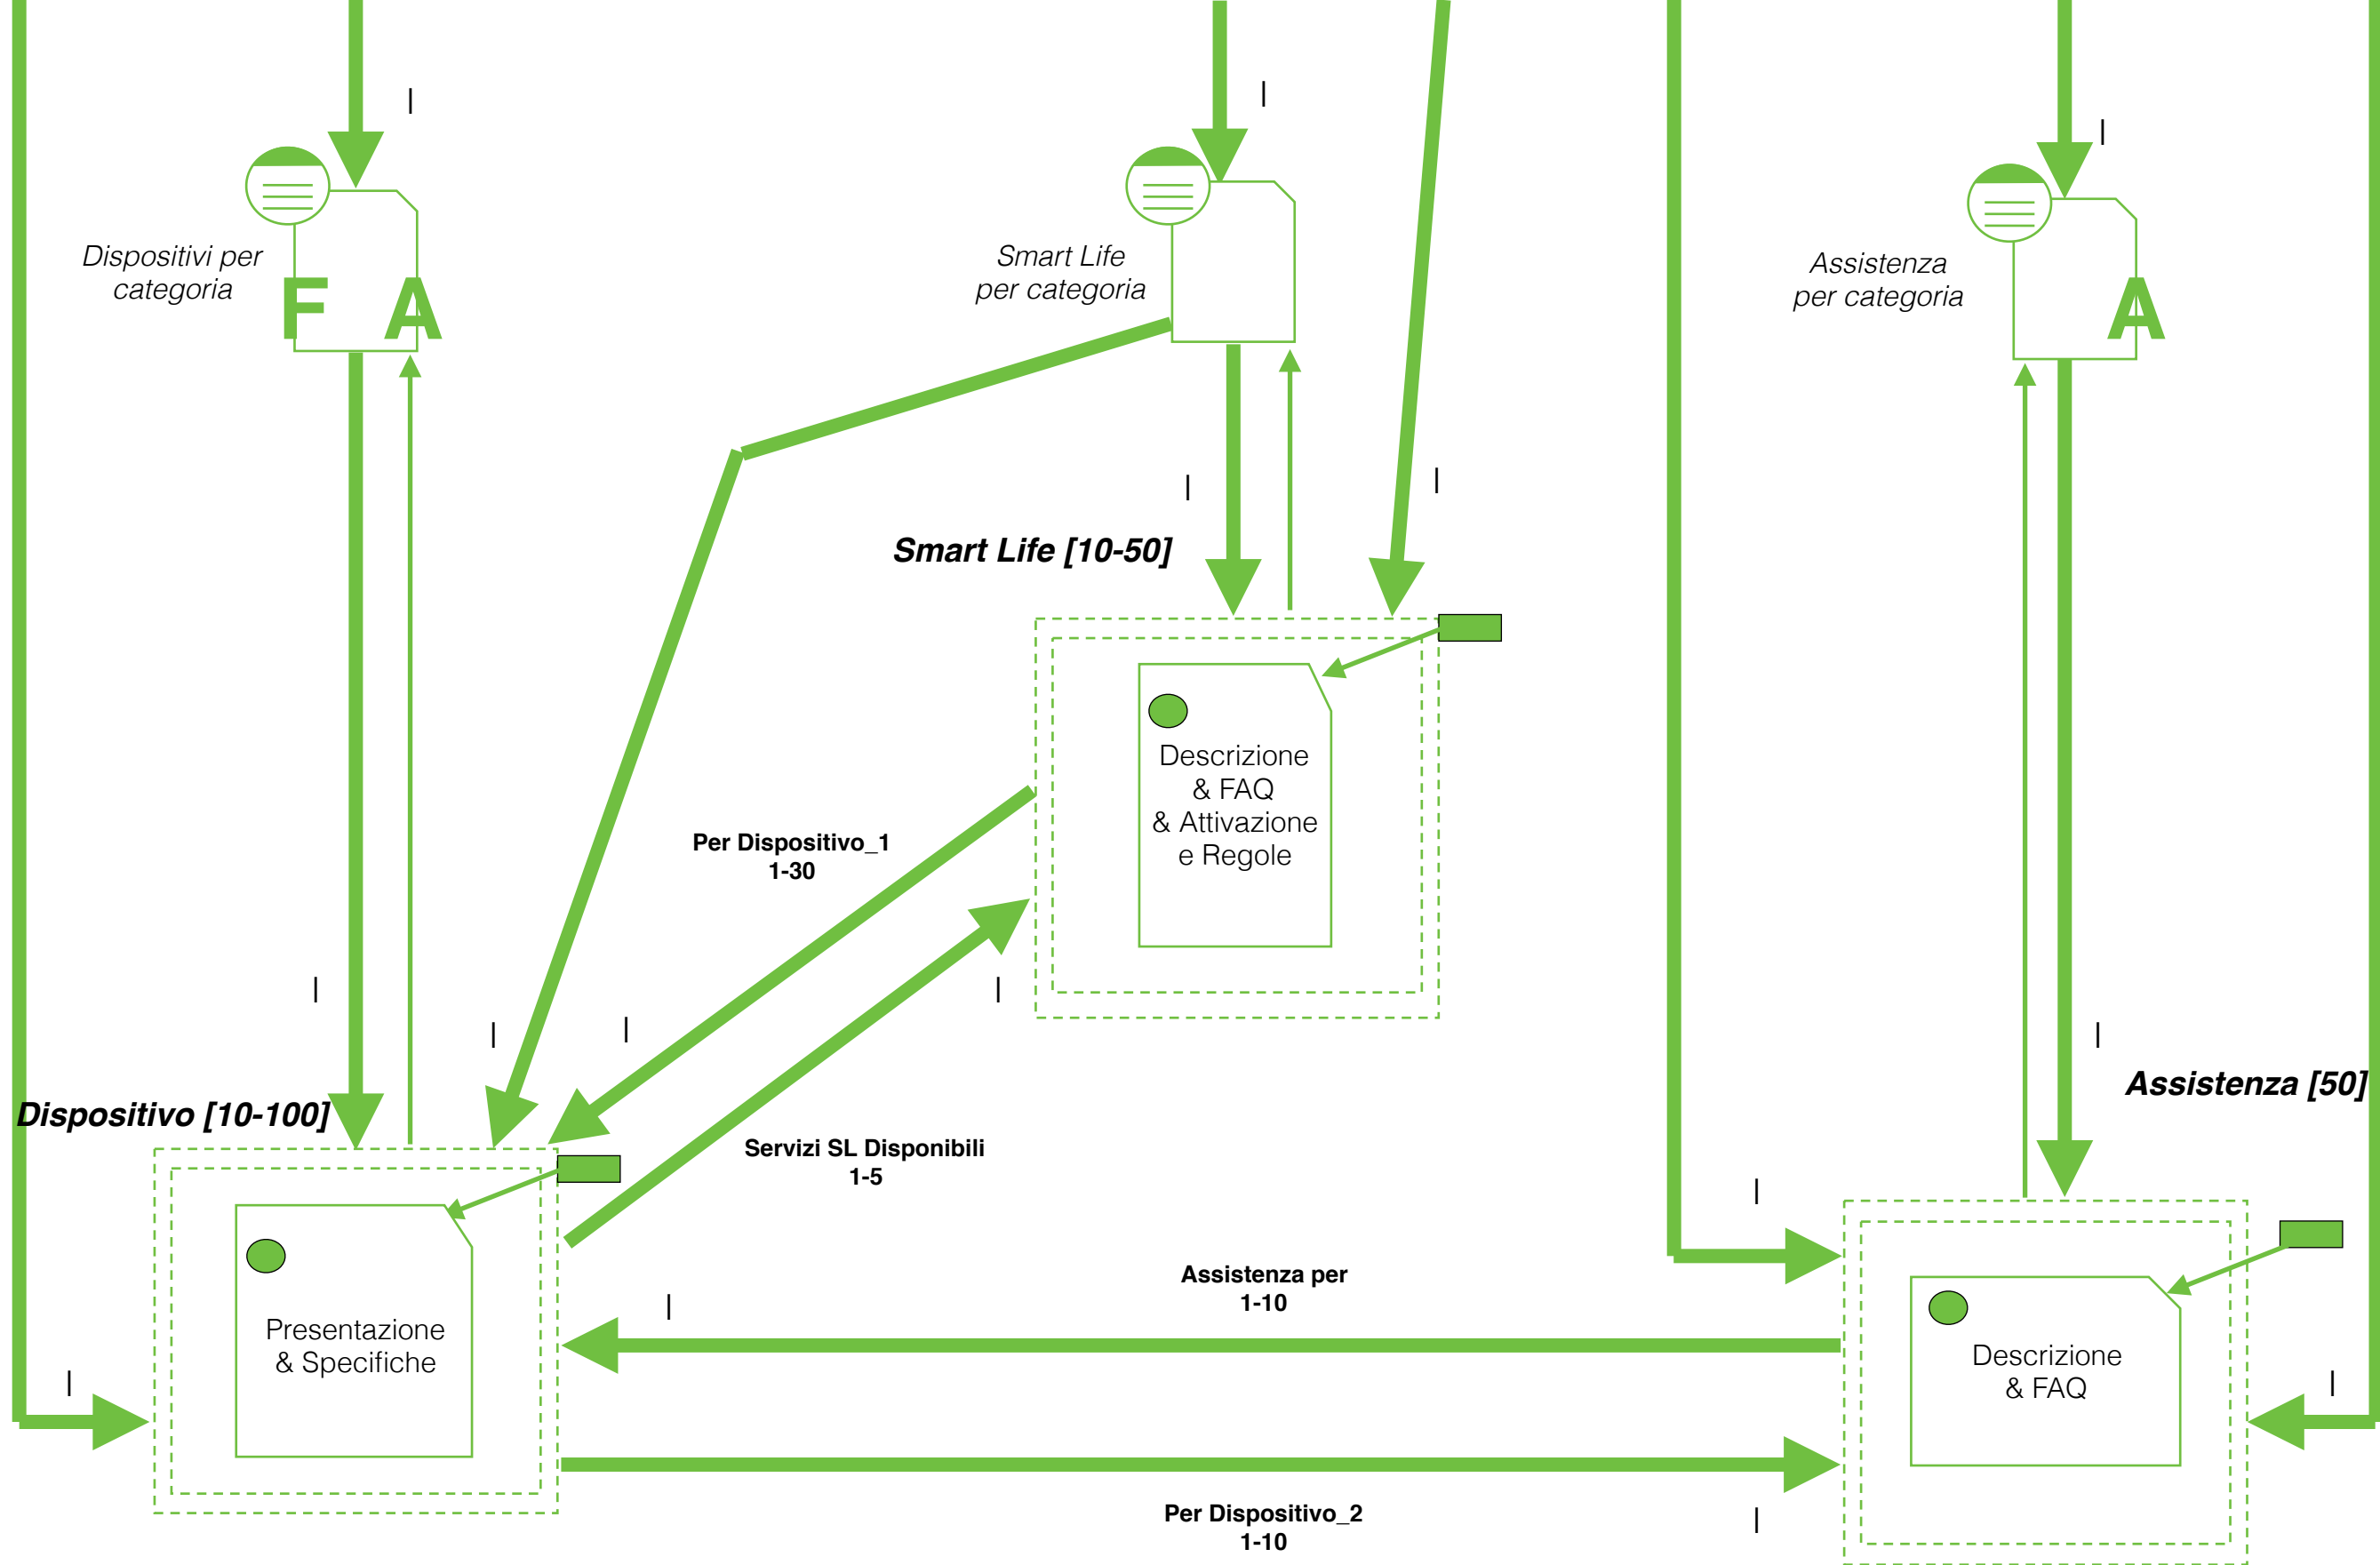 I
I
I
Dispositivi per
categoria
F A
Smart Life
per categoria
Assistenza
per categoria
A
I
I
Smart Life [10-50]
Descrizione
& FAQ
& Attivazione
e Regole
Per Dispositivo_1
1-30
I
I
I
I
I
Dispositivo [10-100]
Assistenza [50]
Servizi SL Disponibili
1-5
I
Assistenza per
1-10
I
Presentazione
& Specifiche
Descrizione
& FAQ
I
I
Per Dispositivo_2
1-10
I